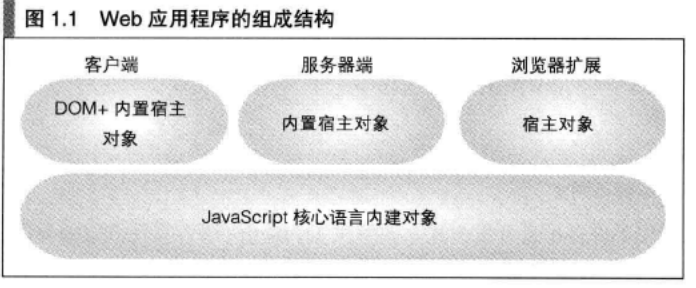 图 1.1 Web 应用程序的组成结构
客户端 服务器端 浏览器扩展
DOM+ 内置宿主
对象
内置宿主对象
宿主对象
JavaScript 核心语言内建对象